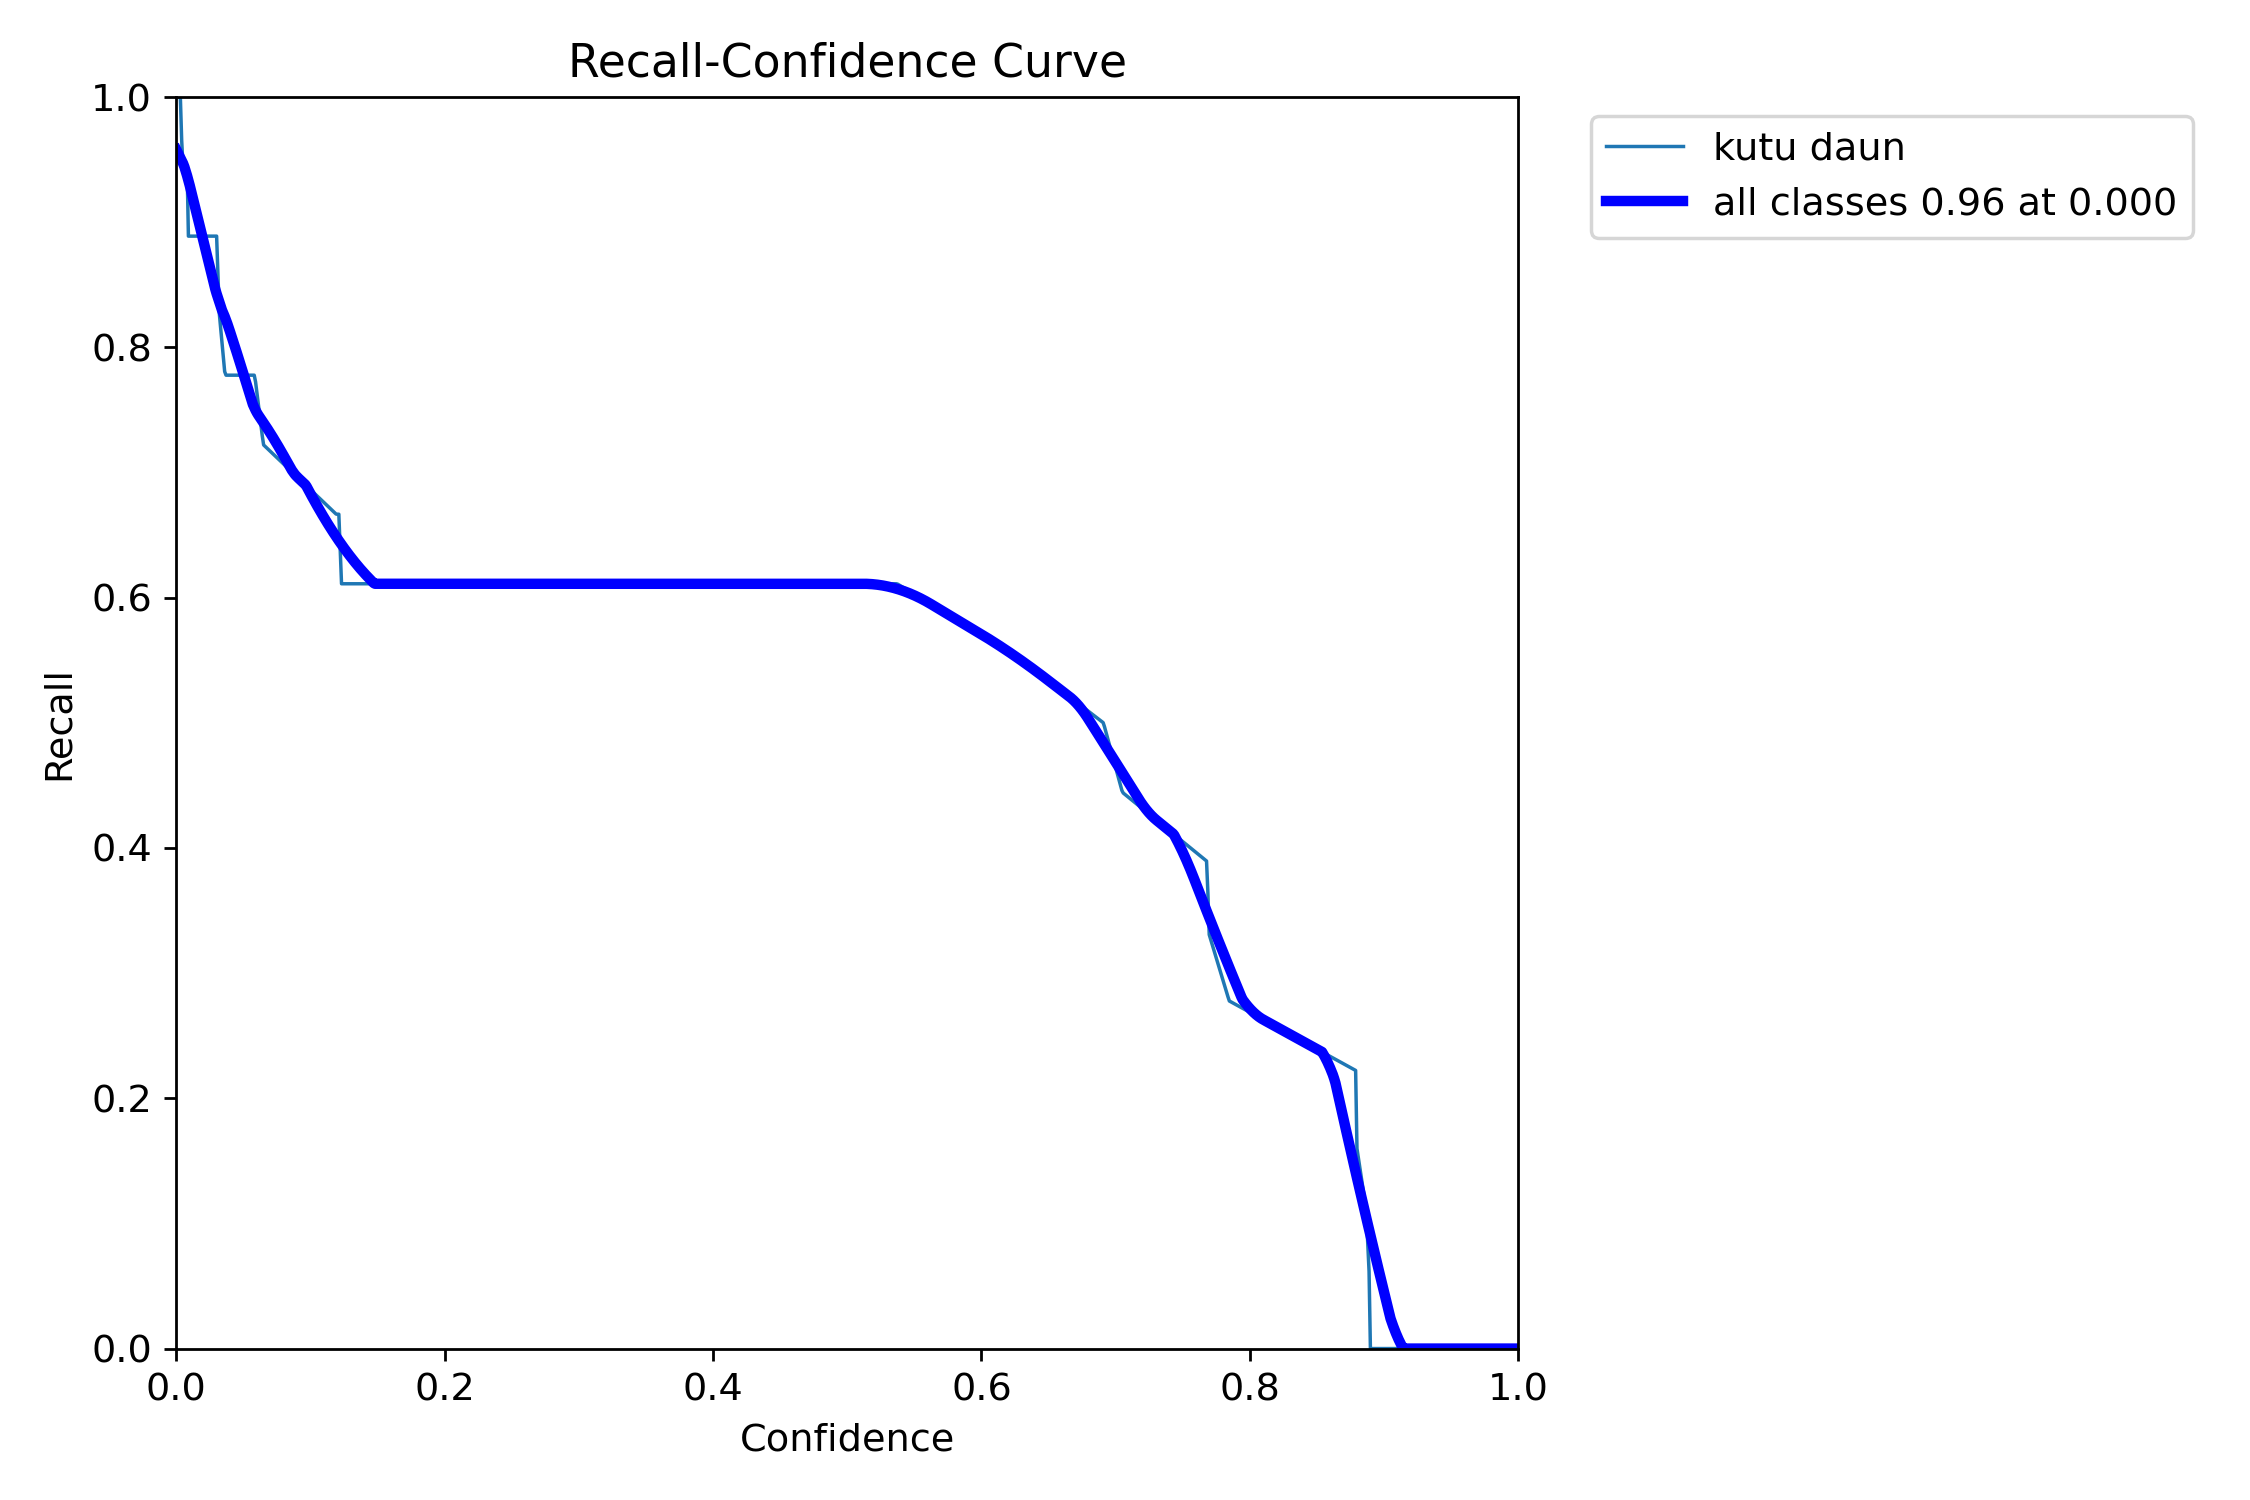 Recall-Confidence Curve
1.0
0.8
0.6
0.4
0.2
0.0
Recall
0.0 0.2 0.4 0.6 0.8 1.0
Confidence
kutu daun
all classes 0.96 at 0.000